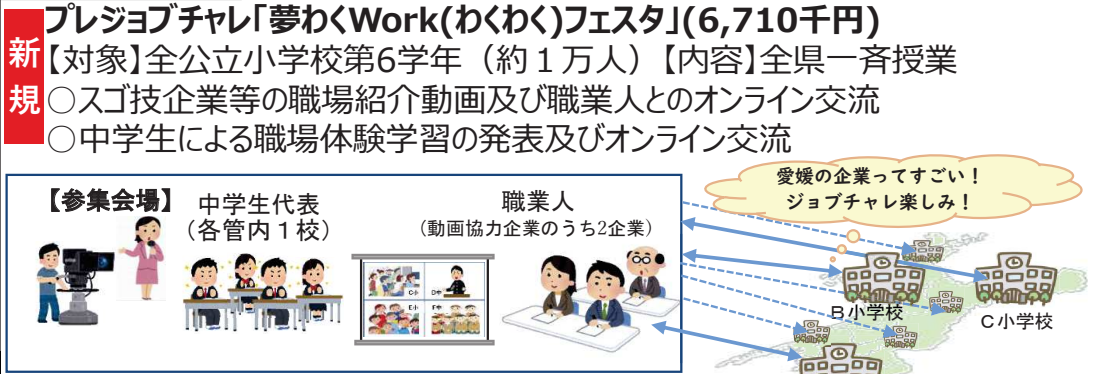 プレジョブチャレ「夢わくWork(わくわく)フェスタ」(6,710千円)
新規
【対象】全公立小学校第6学年（約１万人）【内容】全県一斉授業
○スゴ技企業等の職場紹介動画及び職業人とのオンライン交流
○中学生による職場体験学習の発表及びオンライン交流
愛媛の企業ってすごい！
ジョブチャレ楽しみ！
【参集会場】
中学生代表
（各管内１校）
職業人
（動画協力企業のうち2企業）
C小
D中
E小
F中
B小学校
C小学校